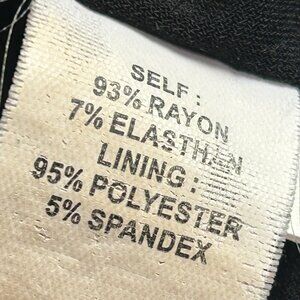 SELF:
93% RAYON
7% ELASTHAN
LINING:
95% POLYESTER
5% SPANDEX